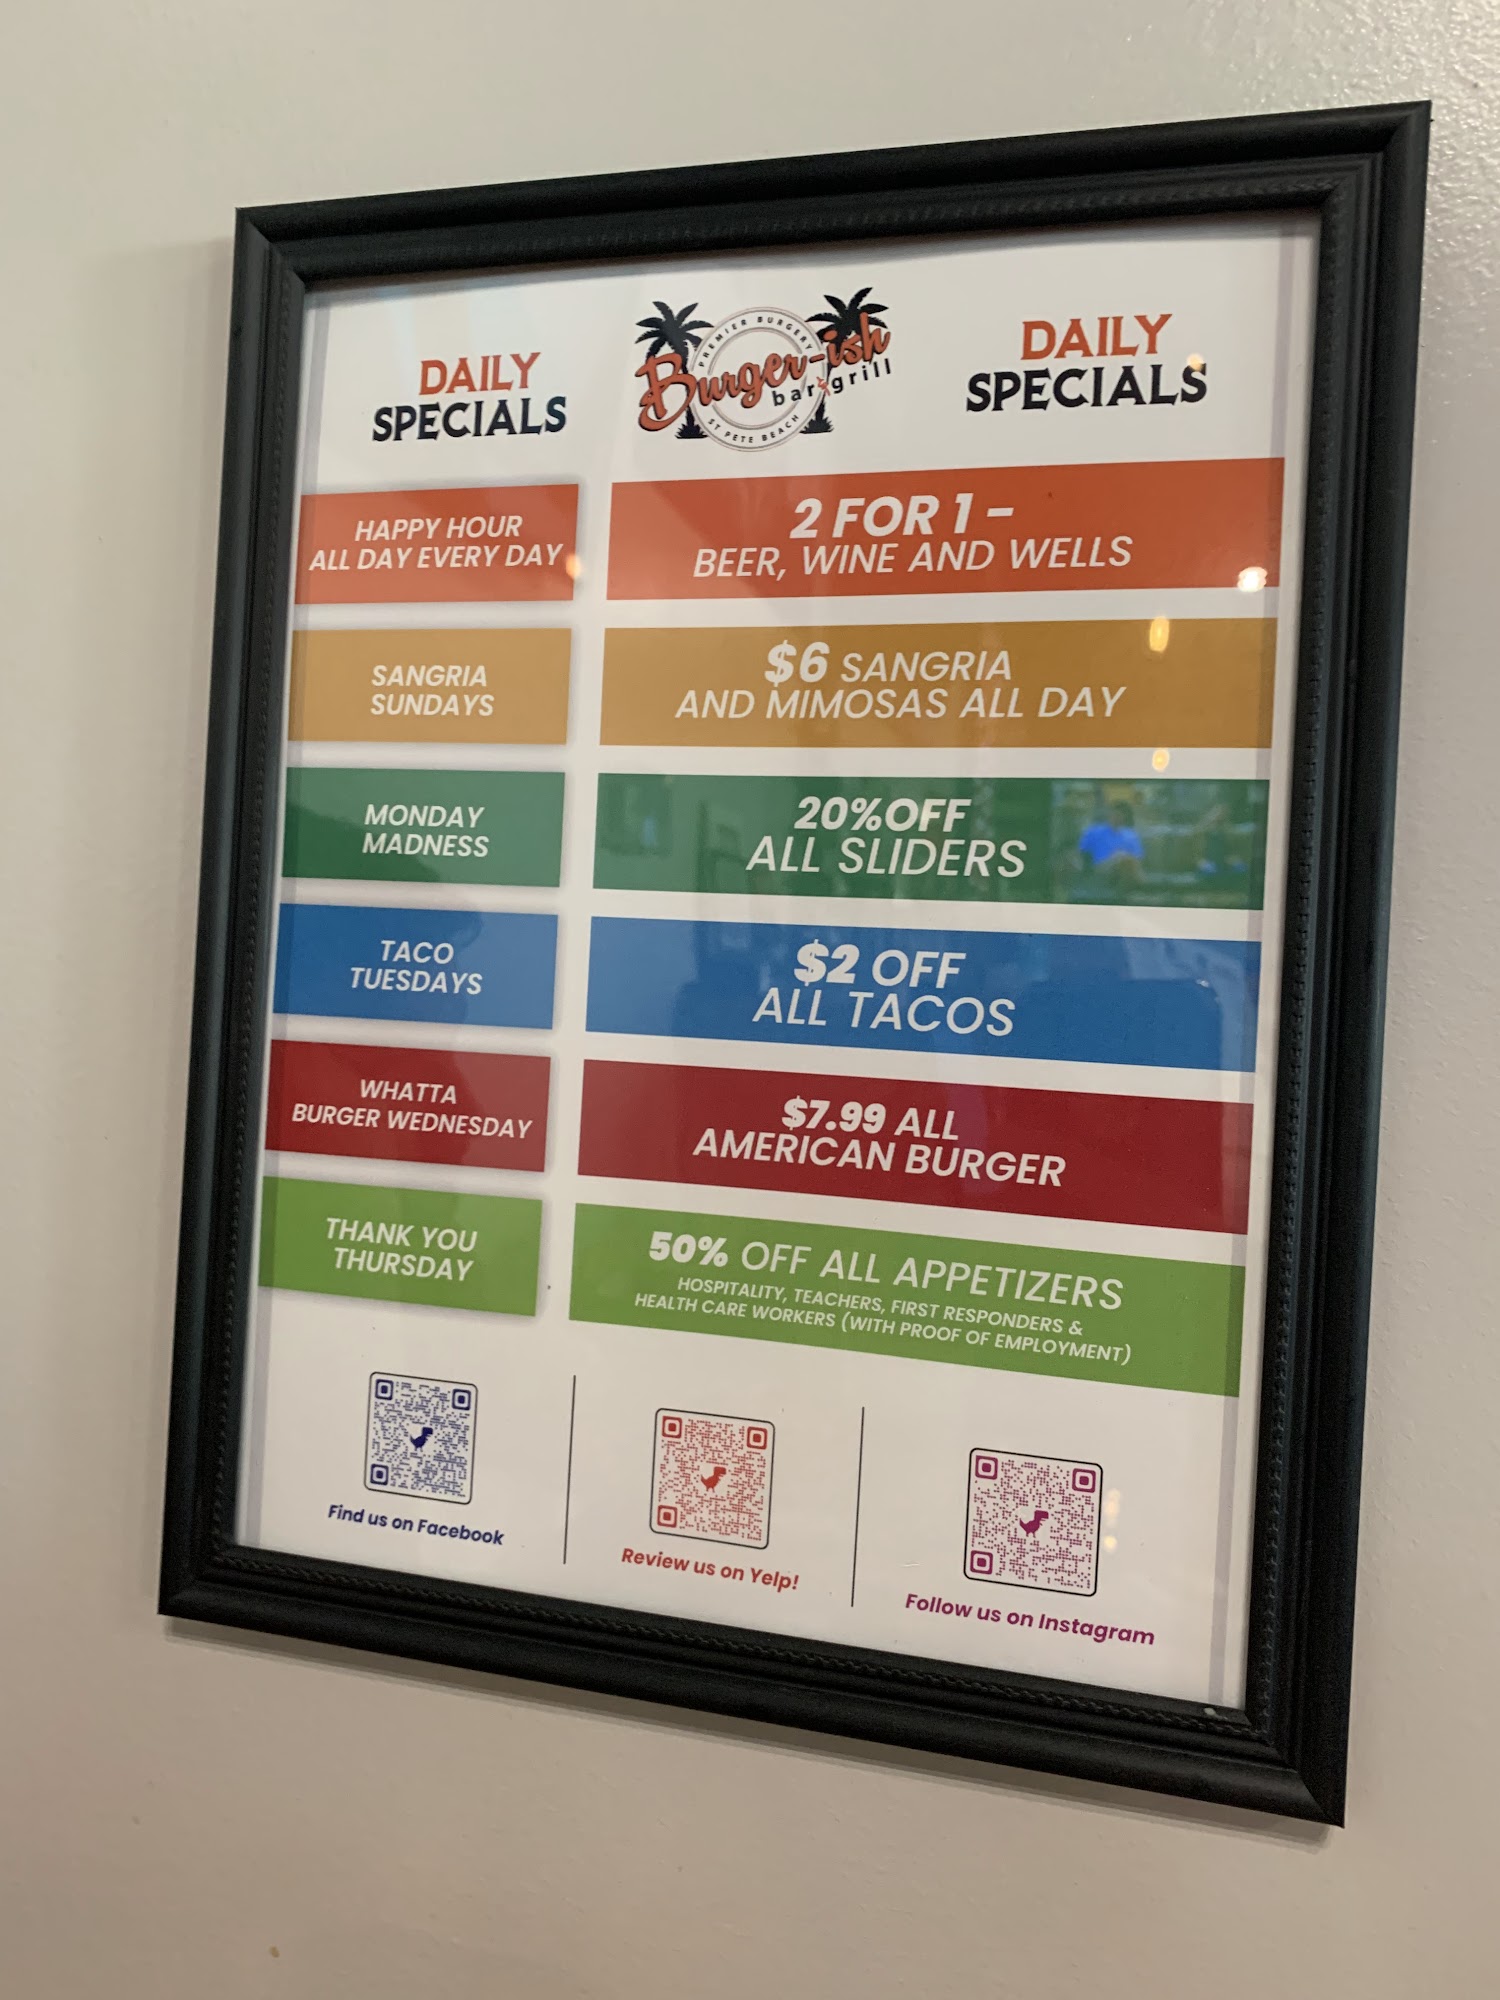 DAILY
SPECIALS
PREMIER BURGERY
Burger-ish
bar grill
ST PETE BEACH
DAILY
SPECIALS
HAPPY HOUR
ALL DAY EVERY DAY
2 FOR 1 -
BEER, WINE AND WELLS
SANGRIA
SUNDAYS
$6 SANGRIA
AND MIMOSAS ALL DAY
MONDAY
MADNESS
20%OFF
ALL SLIDERS
TACO
TUESDAYS
$2 OFF
ALL TACOS
WHATTA
BURGER WEDNESDAY
$7.99 ALL
AMERICAN BURGER
THANK YOU
THURSDAY
50% OFF ALL APPETIZERS
HOSPITALITY, TEACHERS, FIRST RESPONDERS &
HEALTH CARE WORKERS (WITH PROOF OF EMPLOYMENT)
Find us on Facebook
Review us on Yelp!
Follow us on Instagram